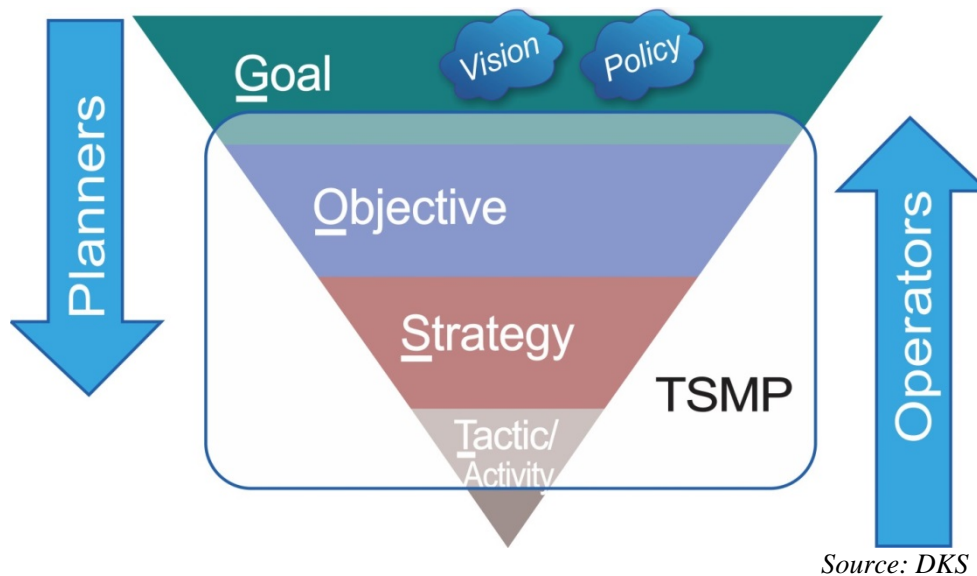 Planners
Goal
Vision
Policy
Objective
Strategy
Tactic/
Activity
TSMP
Operators
Source: DKS